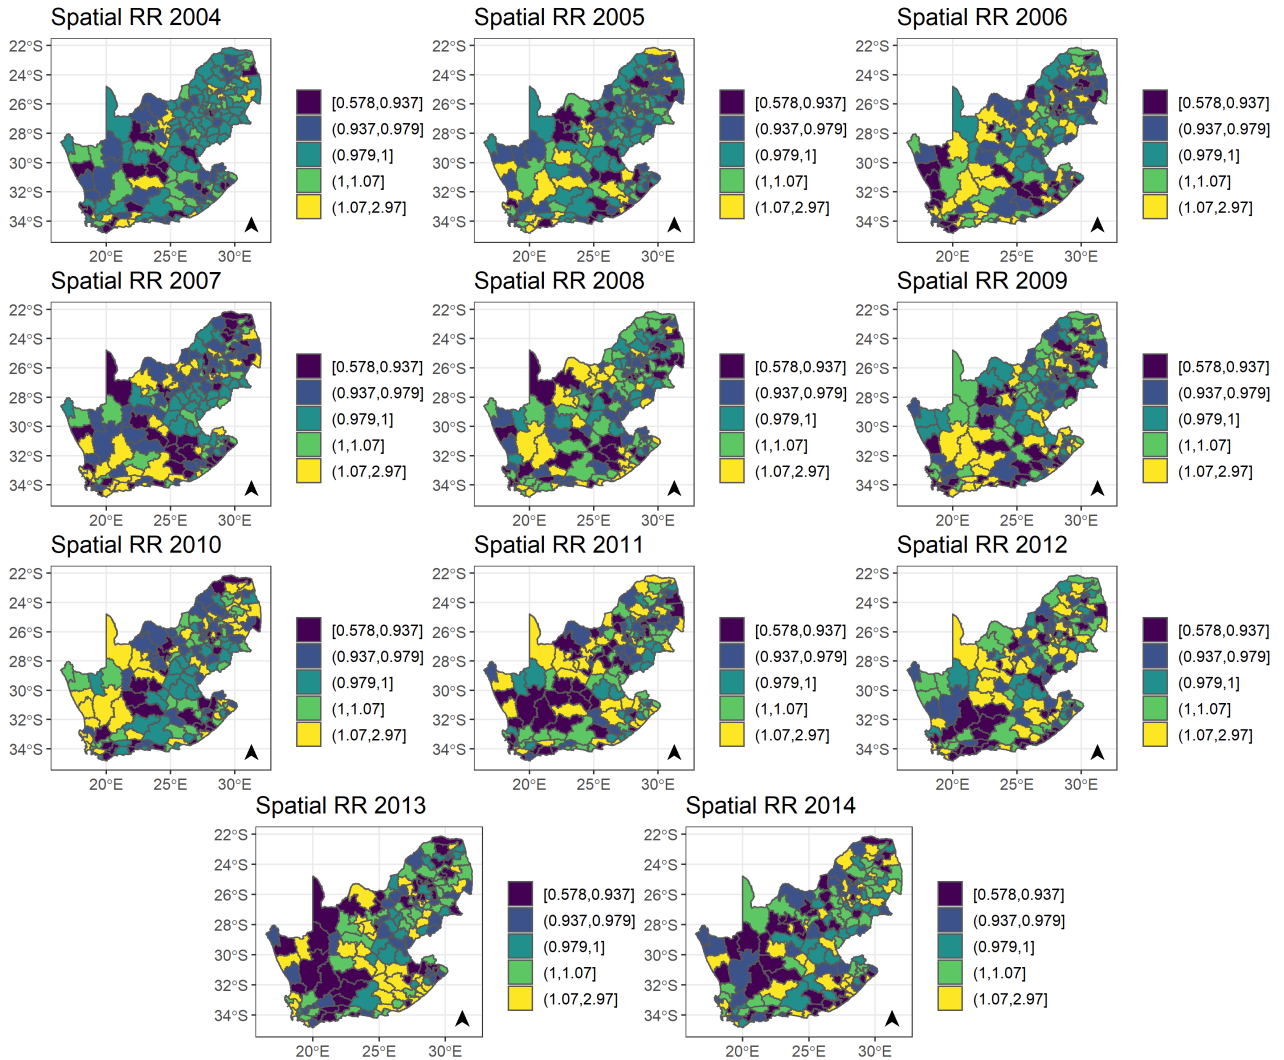 Spatial RR 2004
Spatial RR 2005
Spatial RR 2006
22°S
24°S
26°S
28°S
30°S
32°S
34°S
20°E 25°E 30°E
[0.578,0.937]
(0.937,0.979]
(0.979,1]
(1,1.07]
(1.07,2.97]
20°E 25°E 30°E
22°S
24°S
26°S
28°S
30°S
32°S
34°S
[0.578,0.937]
(0.937,0.979]
(0.979,1]
(1,1.07]
(1.07,2.97]
22°S
24°S
26°S
28°S
30°S
32°S
34°S
20°E 25°E 30°E
[0.578,0.937]
(0.937,0.979]
(0.979,1]
(1,1.07]
(1.07,2.97]
Spatial RR 2007
Spatial RR 2008
Spatial RR 2009
22°S
24°S
26°S
28°S
30°S
32°S
34°S
20°E 25°E 30°E
[0.578,0.937]
(0.937,0.979]
(0.979,1]
(1,1.07]
(1.07,2.97]
22°S
24°S
26°S
28°S
30°S
32°S
34°S
20°E 25°E 30°E
[0.578,0.937]
(0.937,0.979]
(0.979,1]
(1,1.07]
(1.07,2.97]
22°S
24°S
26°S
28°S
30°S
32°S
34°S
20°E 25°E 30°E
[0.578,0.937]
(0.937,0.979]
(0.979,1]
(1,1.07]
(1.07,2.97]
Spatial RR 2010
Spatial RR 2011
Spatial RR 2012
22°S
24°S
26°S
28°S
30°S
32°S
34°S
20°E 25°E 30°E
[0.578,0.937]
(0.937,0.979]
(0.979,1]
(1,1.07]
(1.07,2.97]
22°S
24°S
26°S
28°S
30°S
32°S
34°S
20°E 25°E 30°E
[0.578,0.937]
(0.937,0.979]
(0.979,1]
(1,1.07]
(1.07,2.97]
22°S
24°S
26°S
28°S
30°S
32°S
34°S
20°E 25°E 30°E
[0.578,0.937]
(0.937,0.979]
(0.979,1]
(1,1.07]
(1.07,2.97]
Spatial RR 2013
Spatial RR 2014
22°S
24°S
26°S
28°S
30°S
32°S
34°S
20°E 25°E 30°E
[0.578,0.937]
(0.937,0.979]
(0.979,1]
(1,1.07]
(1.07,2.97]
22°S
24°S
26°S
28°S
30°S
32°S
34°S
20°E 25°E 30°E
[0.578,0.937]
(0.937,0.979]
(0.979,1]
(1,1.07]
(1.07,2.97]